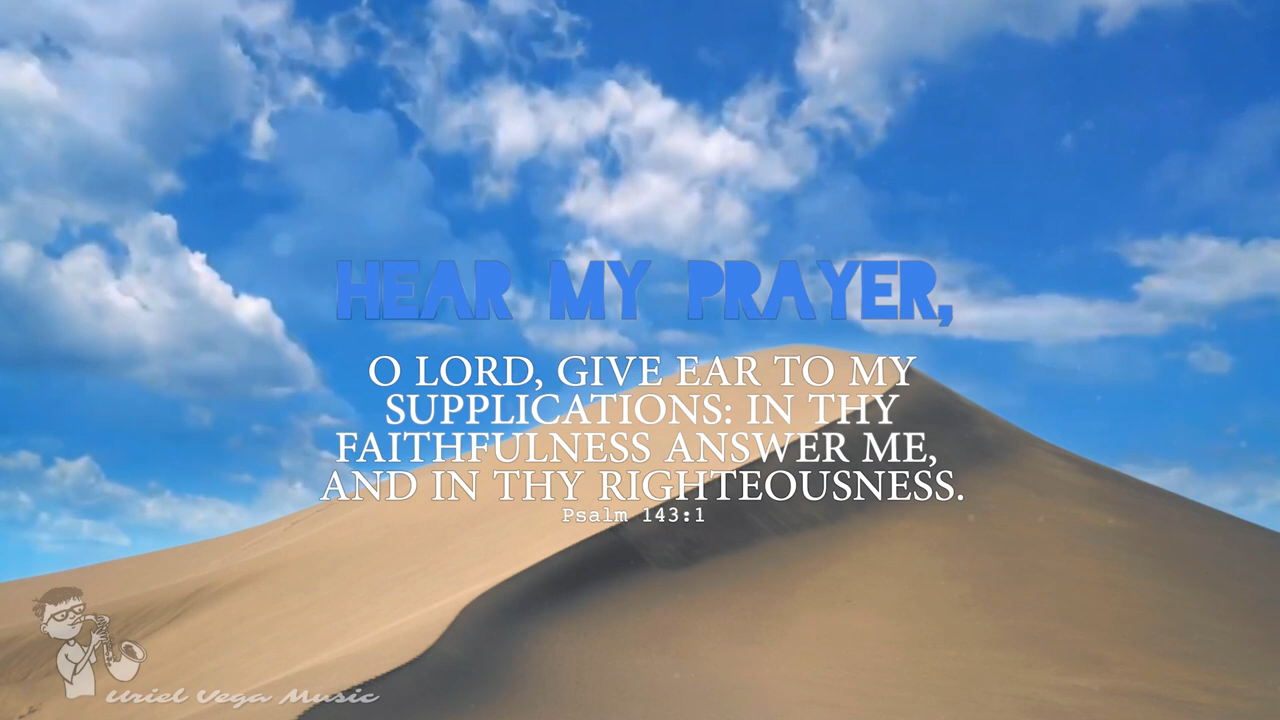 HEAR MY PRAYER,
O LORD, GIVE EAR TO MY
SUPPLICATIONS: IN THY
FAITHFULNESS ANSWER ME,
AND IN THY RIGHTEOUSNESS.
Psalm 143:1
Uriel Vega Music